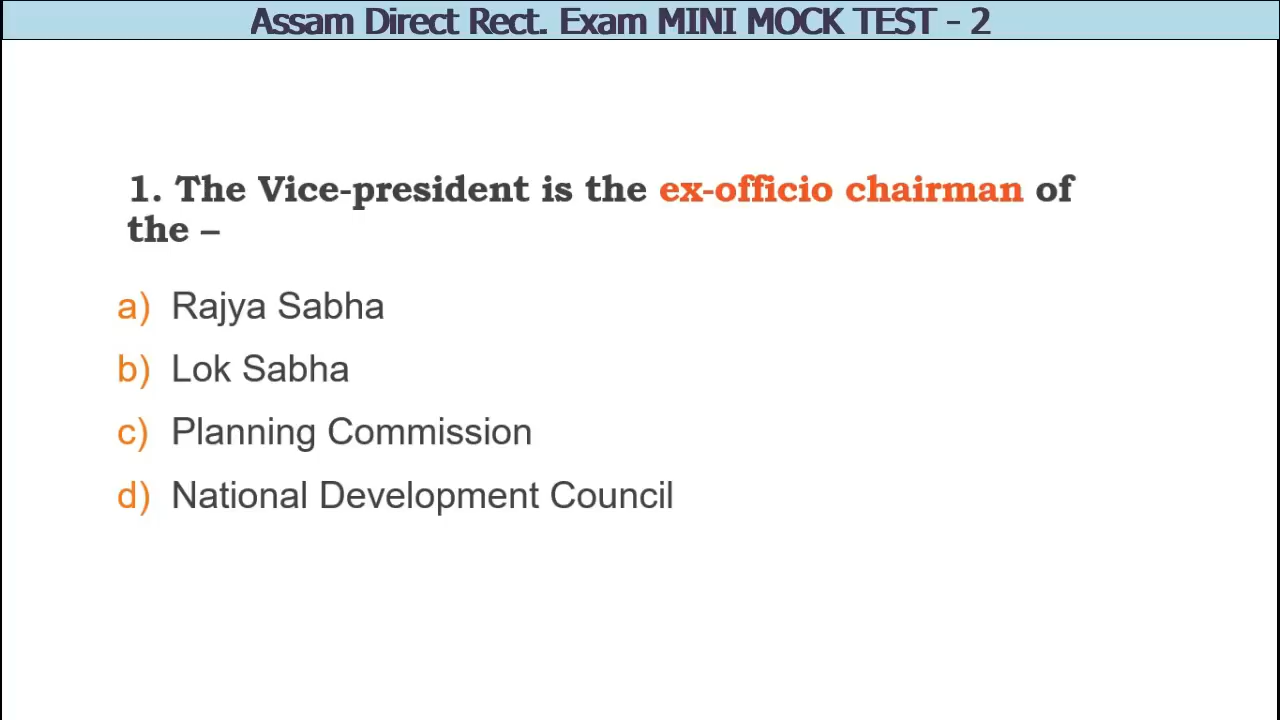 Assam Direct Rect. Exam MINI MOCK TEST - 2
1. The Vice-president is the ex-officio chairman of
the –
a) Rajya Sabha
b) Lok Sabha
c) Planning Commission
d) National Development Council